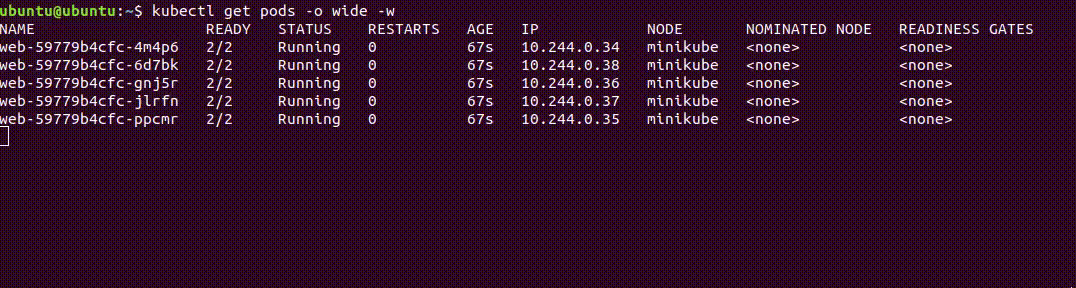 ubuntu@ubuntu:~$ kubectl get pods -o wide -w
NAME READY STATUS RESTARTS AGE IP NODE NOMINATED NODE READINESS GATES
web-59779b4cfc-4m4p6 2/2 Running 0 67s 10.244.0.34 minikube <none> <none>
web-59779b4cfc-6d7bk 2/2 Running 0 67s 10.244.0.38 minikube <none> <none>
web-59779b4cfc-gnj5r 2/2 Running 0 67s 10.244.0.36 minikube <none> <none>
web-59779b4cfc-jlrfn 2/2 Running 0 67s 10.244.0.37 minikube <none> <none>
web-59779b4cfc-ppcmr 2/2 Running 0 67s 10.244.0.35 minikube <none> <none>